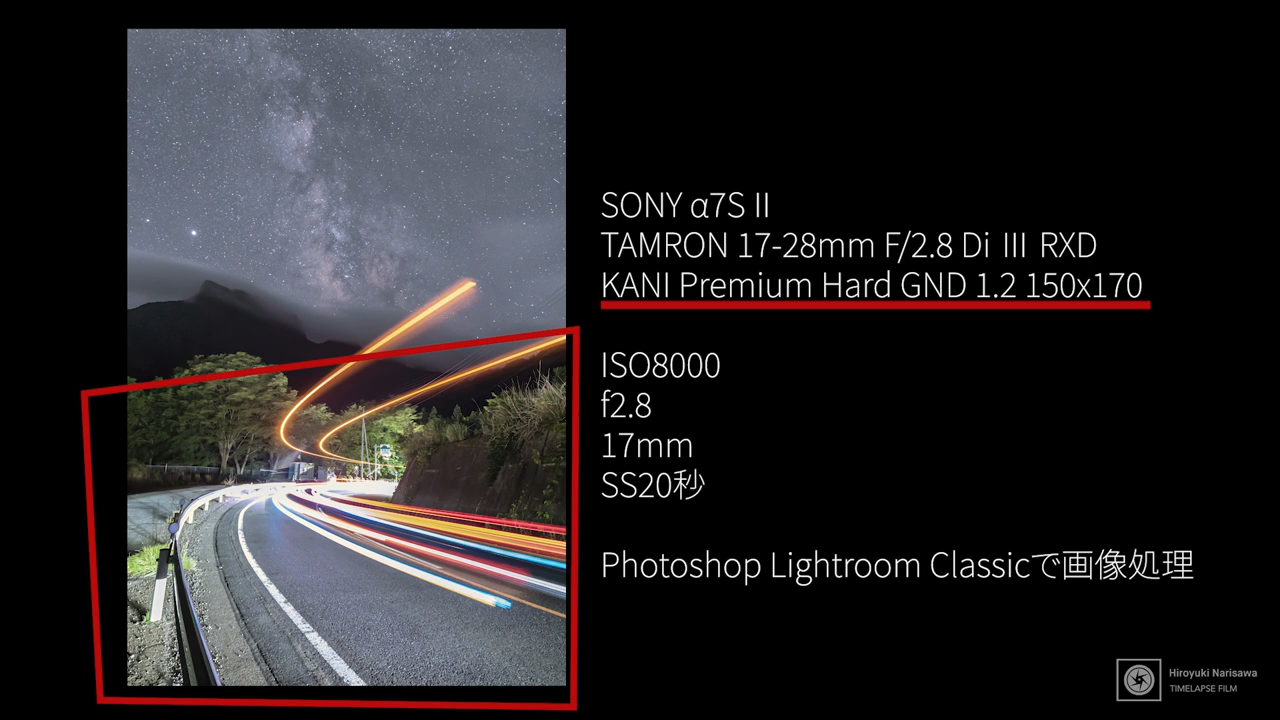 SONY α7S II
TAMRON 17-28mm F/2.8 Di III RXD
KANI Premium Hard GND 1.2 150x170
ISO8000
f2.8
17mm
SS20秒
Photoshop Lightroom Classicで画像処理
Hiroyuki Narisawa
TIMELAPSE FILM